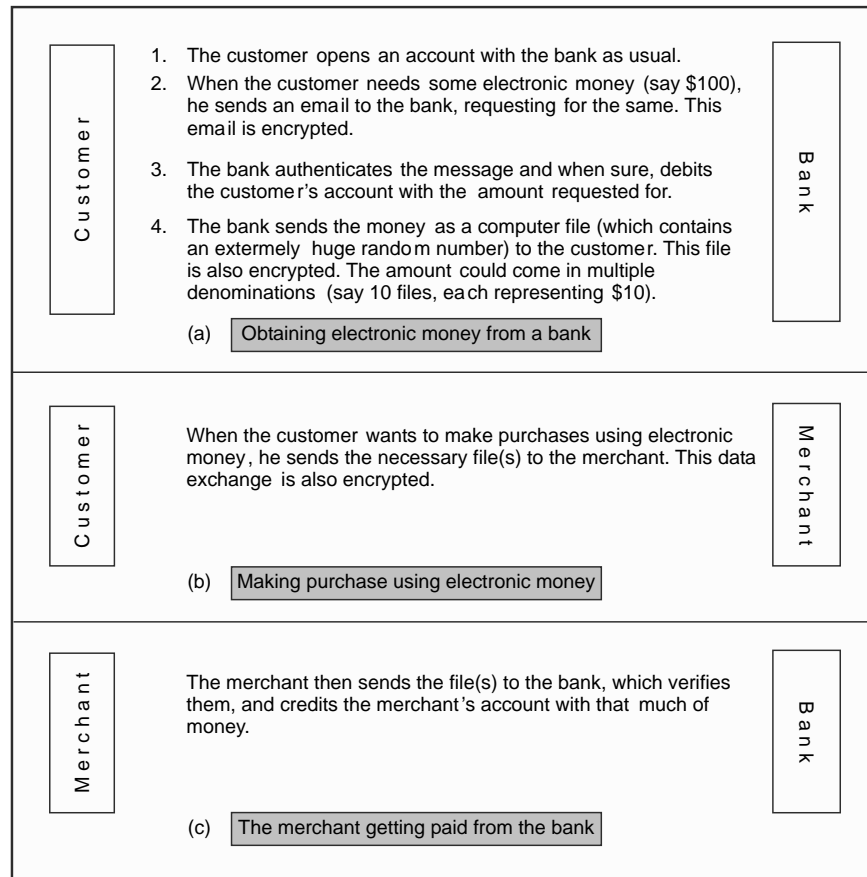 Customer
Bank
1. The customer opens an account with the bank as usual.
2. When the customer needs some electronic money (say $100),
he sends an email to the bank, requesting for the same. This
email is encrypted.
3. The bank authenticates the message and when sure, debits
the customer's account with the amount requested for.
4. The bank sends the money as a computer file (which contains
an extermely huge random number) to the customer. This file
is also encrypted. The amount could come in multiple
denominations (say 10 files, each representing $10).
(a) Obtaining electronic money from a bank
Customer
Merchant
When the customer wants to make purchases using electronic
money, he sends the necessary file(s) to the merchant. This data
exchange is also encrypted.
(b) Making purchase using electronic money
Merchant
Bank
The merchant then sends the file(s) to the bank, which verifies
them, and credits the merchant's account with that much of
money.
(c) The merchant getting paid from the bank